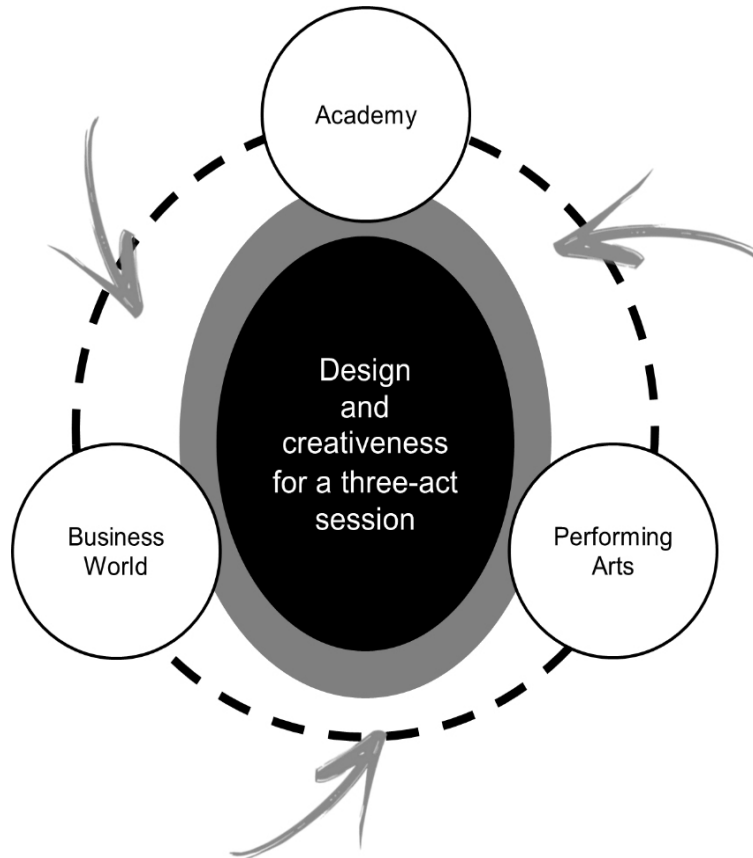 Academy
Design
and
creativeness
for a three-act
session
Business
World
Performing
Arts